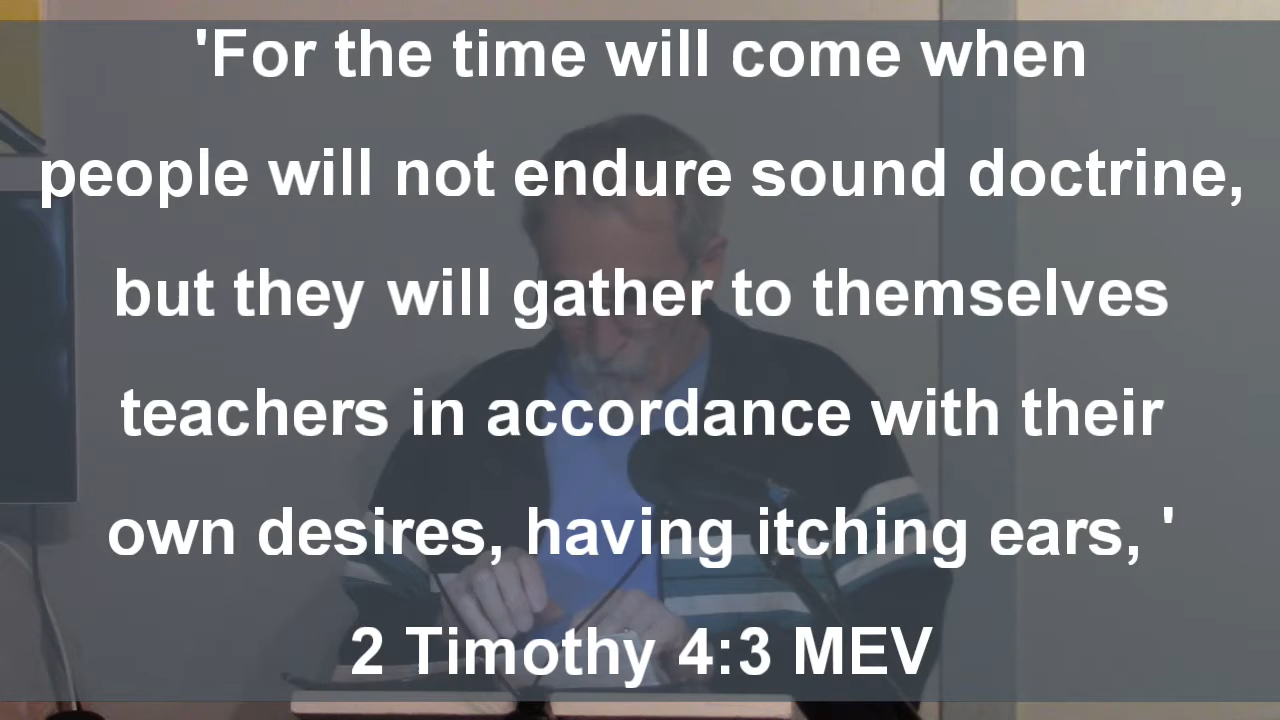 'For the time will come when
people will not endure sound doctrine,
but they will gather to themselves
teachers in accordance with their
own desires, having itching ears, '
2 Timothy 4:3 MEV